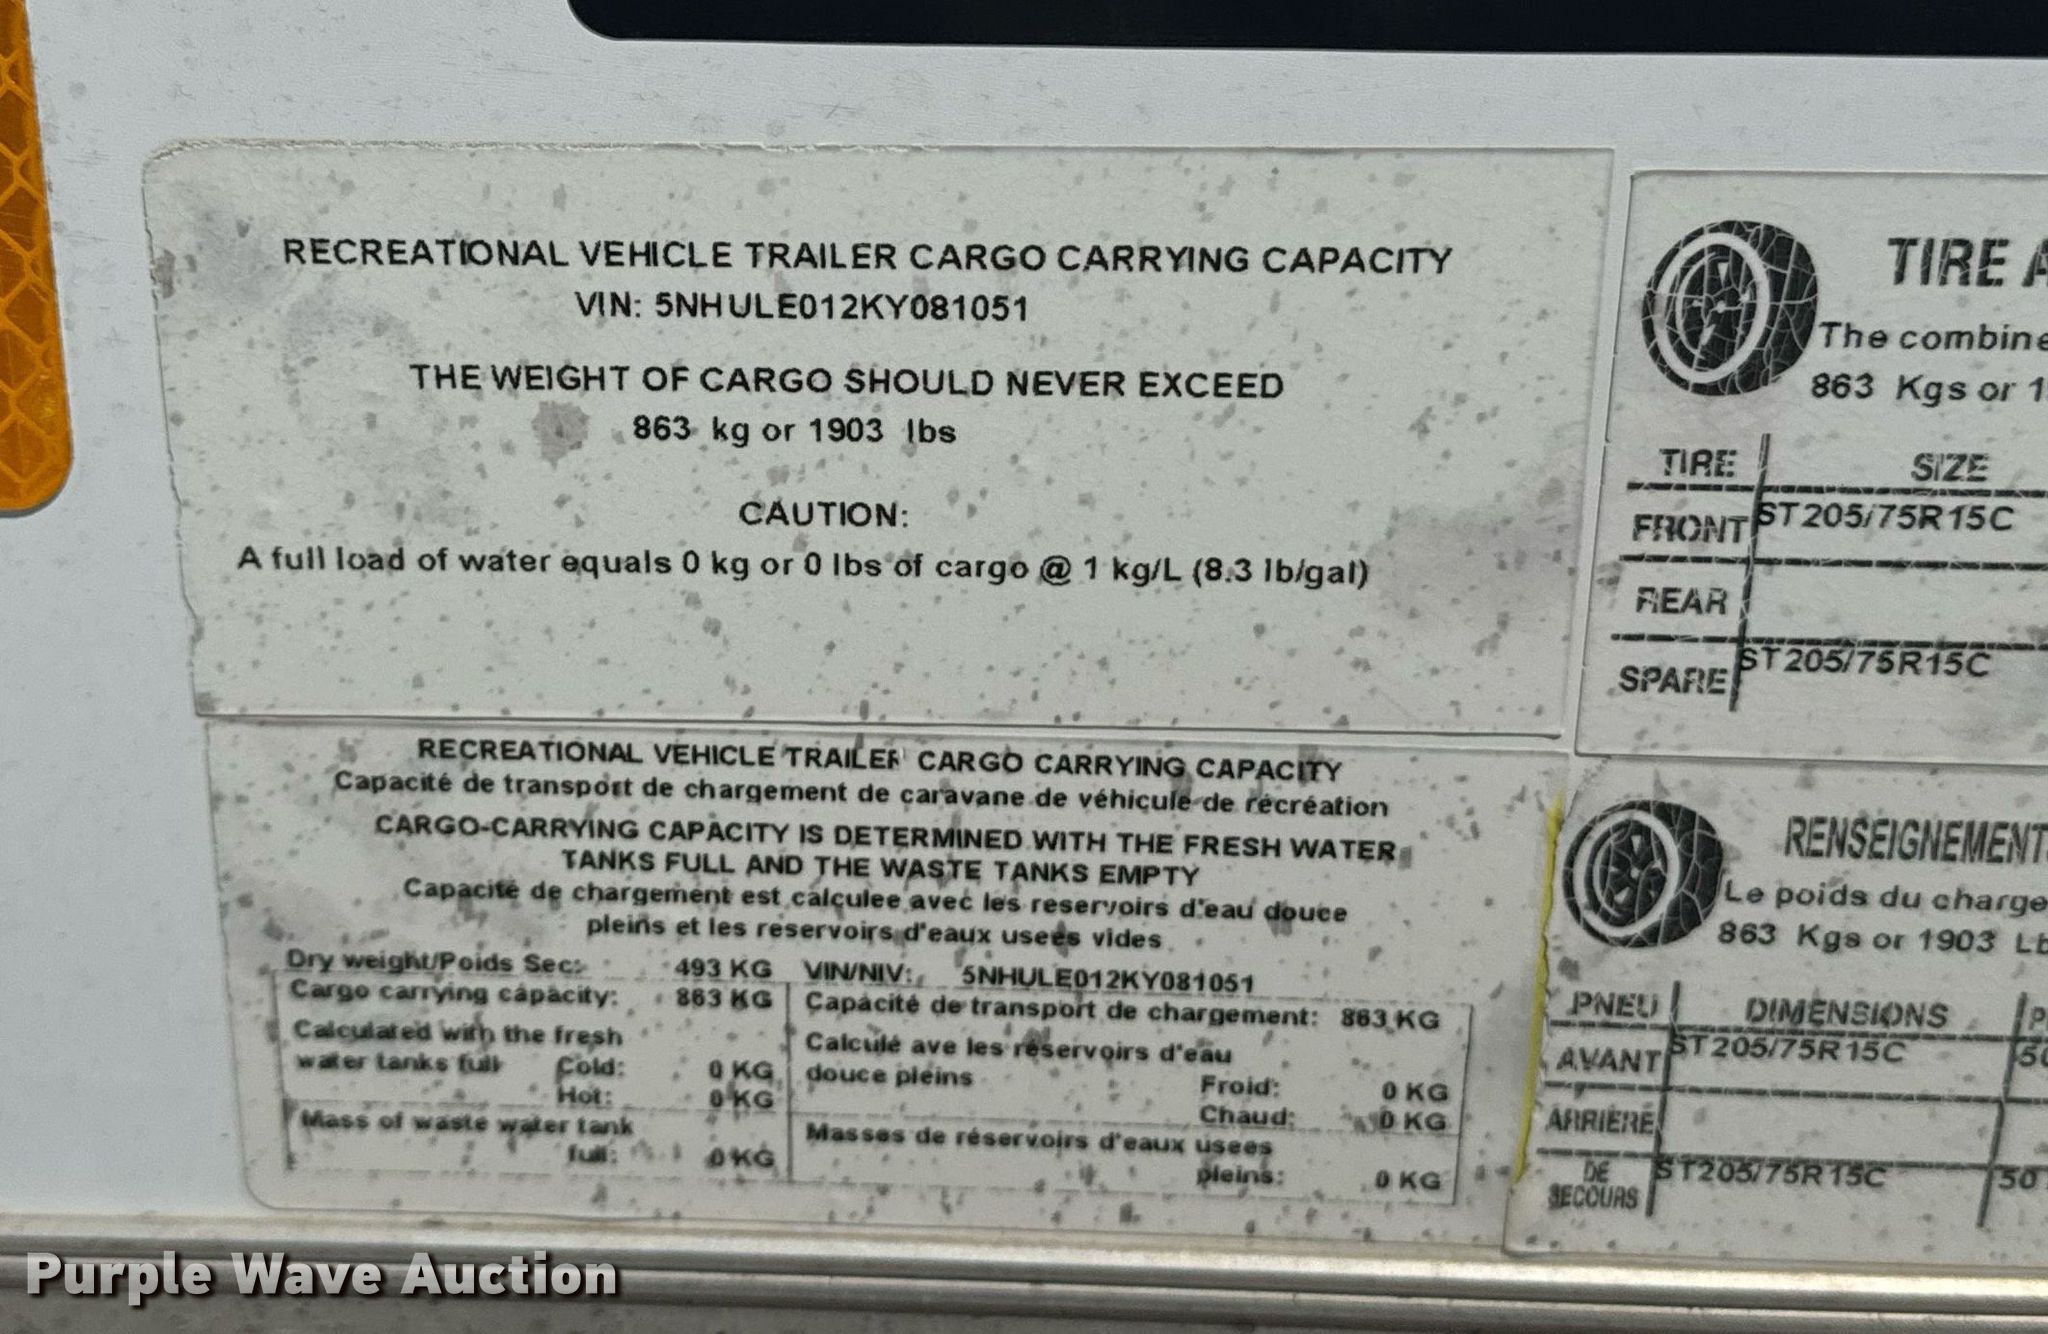 RECREATIONAL VEHICLE TRAILER CARGO CARRYING CAPACITY
VIN: 5NHULE012KY081051
THE WEIGHT OF CARGO SHOULD NEVER EXCEED
863 kg or 1903 lbs
CAUTION:
A full load of water equals 0 kg or 0 lbs of cargo @ 1 kg/L (8.3 lb/gal)
TIRE A
The combine
863 Kgs or 1
TIRE SIZE
FRONT ST205/75R15C
REAR
SPARE ST205/75R15C
RECREATIONAL VEHICLE TRAILER CARGO CARRYING CAPACITY
Capacité de transport de chargement de caravane de véhicule de récréation
CARGO-CARRYING CAPACITY IS DETERMINED WITH THE FRESH WATER
TANKS FULL AND THE WASTE TANKS EMPTY
Capacité de chargement est calculee avec les reservoirs d'eau douce
pleins et les reservoirs d'eaux usees vides
Dry weight/Poids Sec: 493 KG VIN/NIV: 5NHULE012KY081051
Cargo carrying capacity: 863 KG Capacité de transport de chargement: 863 KG
Calculated with the fresh Calculé ave les réservoirs d'eau
water tanks full Cold: 0 KG douce pleins Froid: 0 KG
Hot: 0 KG Chaud: 0 KG
Mass of waste water tank Masses de réservoirs d'eaux usees
full: 0 KG pleins: 0 KG
RENSEIGNEMENTS
Le poids du charge
863 Kgs or 1903 Lb
PNEU DIMENSIONS P
AVANT ST205/75R15C 50
ARRIERE
DE SECOURS ST205/75R15C 50
Purple Wave Auction